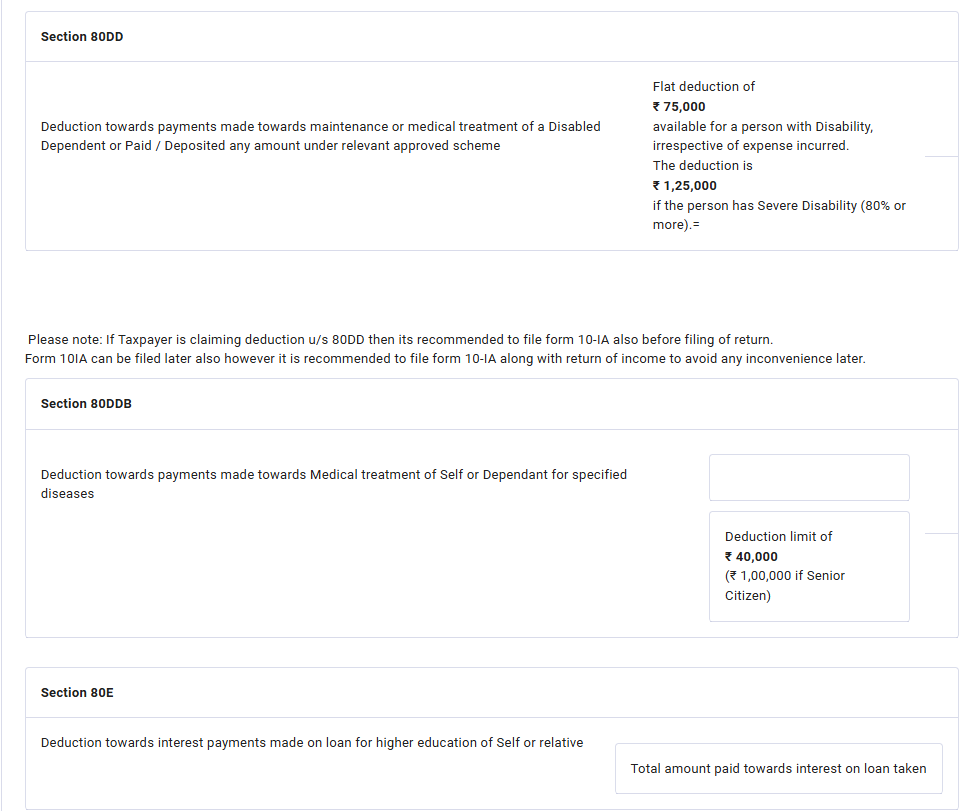 Section 80DD
Deduction towards payments made towards maintenance or medical treatment of a Disabled
Dependent or Paid / Deposited any amount under relevant approved scheme
Flat deduction of
₹ 75,000
available for a person with Disability,
irrespective of expense incurred.
The deduction is
₹ 1,25,000
if the person has Severe Disability (80% or
more).=
Please note: If Taxpayer is claiming deduction u/s 80DD then its recommended to file form 10-IA also before filing of return.
Form 10IA can be filed later also however it is recommended to file form 10-IA along with return of income to avoid any inconvenience later.
Section 80DDB
Deduction towards payments made towards Medical treatment of Self or Dependant for specified
diseases
Deduction limit of
₹ 40,000
(₹ 1,00,000 if Senior
Citizen)
Section 80E
Deduction towards interest payments made on loan for higher education of Self or relative
Total amount paid towards interest on loan taken